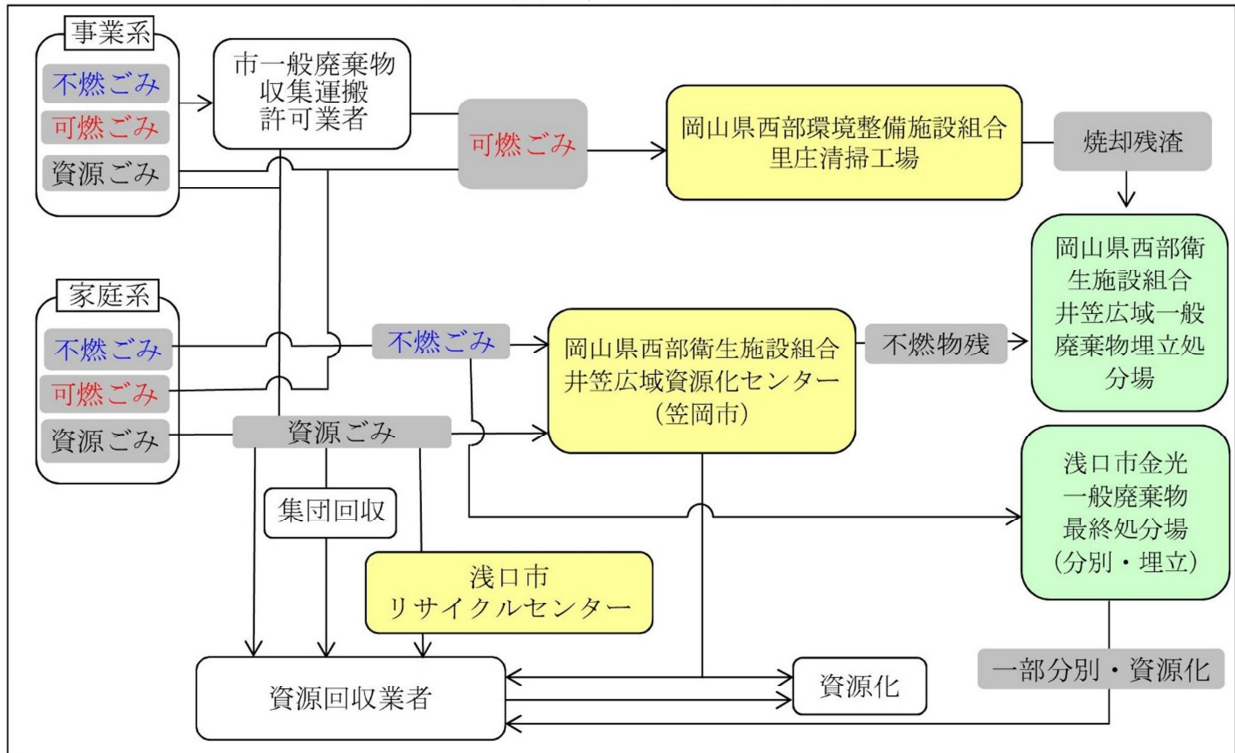 事業系
不燃ごみ
可燃ごみ
資源ごみ
市一般廃棄物
収集運搬
許可業者
可燃ごみ
岡山県西部環境整備施設組合
里庄清掃工場
焼却残渣
岡山県西部衛
生施設組合
井笠広域一般
廃棄物埋立処
分場
家庭系
不燃ごみ
可燃ごみ
資源ごみ
不燃ごみ
資源ごみ
岡山県西部衛生施設組合
井笠広域資源化センター
(笠岡市)
不燃物残
集団回収
浅口市
リサイクルセンター
浅口市金光
一般廃棄物
最終処分場
(分別・埋立)
資源回収業者
資源化
一部分別・資源化